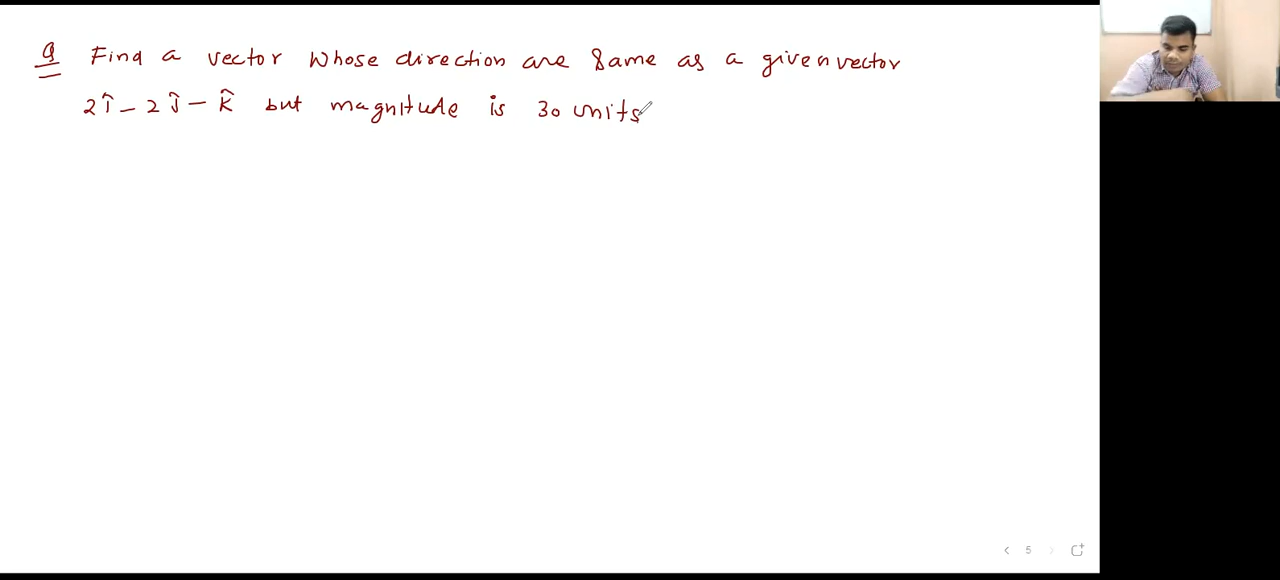 Q Find a vector whose direction are same as a given vector
2î - 2ĵ - k̂ but magnitude is 30 units
5